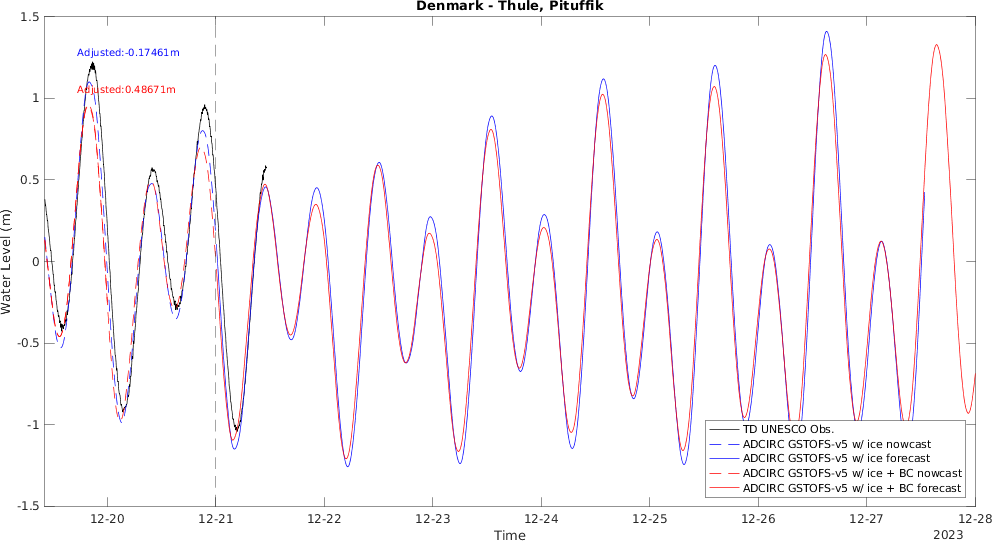 Denmark - Thule, Pituffik
Water Level (m)
1.5
1
0.5
0
-0.5
-1
-1.5
Adjusted:-0.17461m
Adjusted:0.48671m
TD UNESCO Obs.
ADCIRC GSTOFS-v5 w/ ice nowcast
ADCIRC GSTOFS-v5 w/ ice forecast
ADCIRC GSTOFS-v5 w/ ice + BC nowcast
ADCIRC GSTOFS-v5 w/ ice + BC forecast
12-20 12-21 12-22 12-23 12-24 12-25 12-26 12-27 12-28
Time
2023